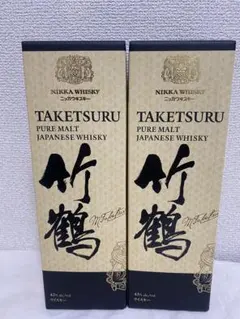 NIKKA WHISKY
ニッカウヰスキー
TAKETSURU
PURE MALT
JAPANESE WHISKY
竹鶴
NIKKA WHISKY
ニッカウヰスキー
TAKETSURU
PURE MALT
JAPANESE WHISKY
竹鶴